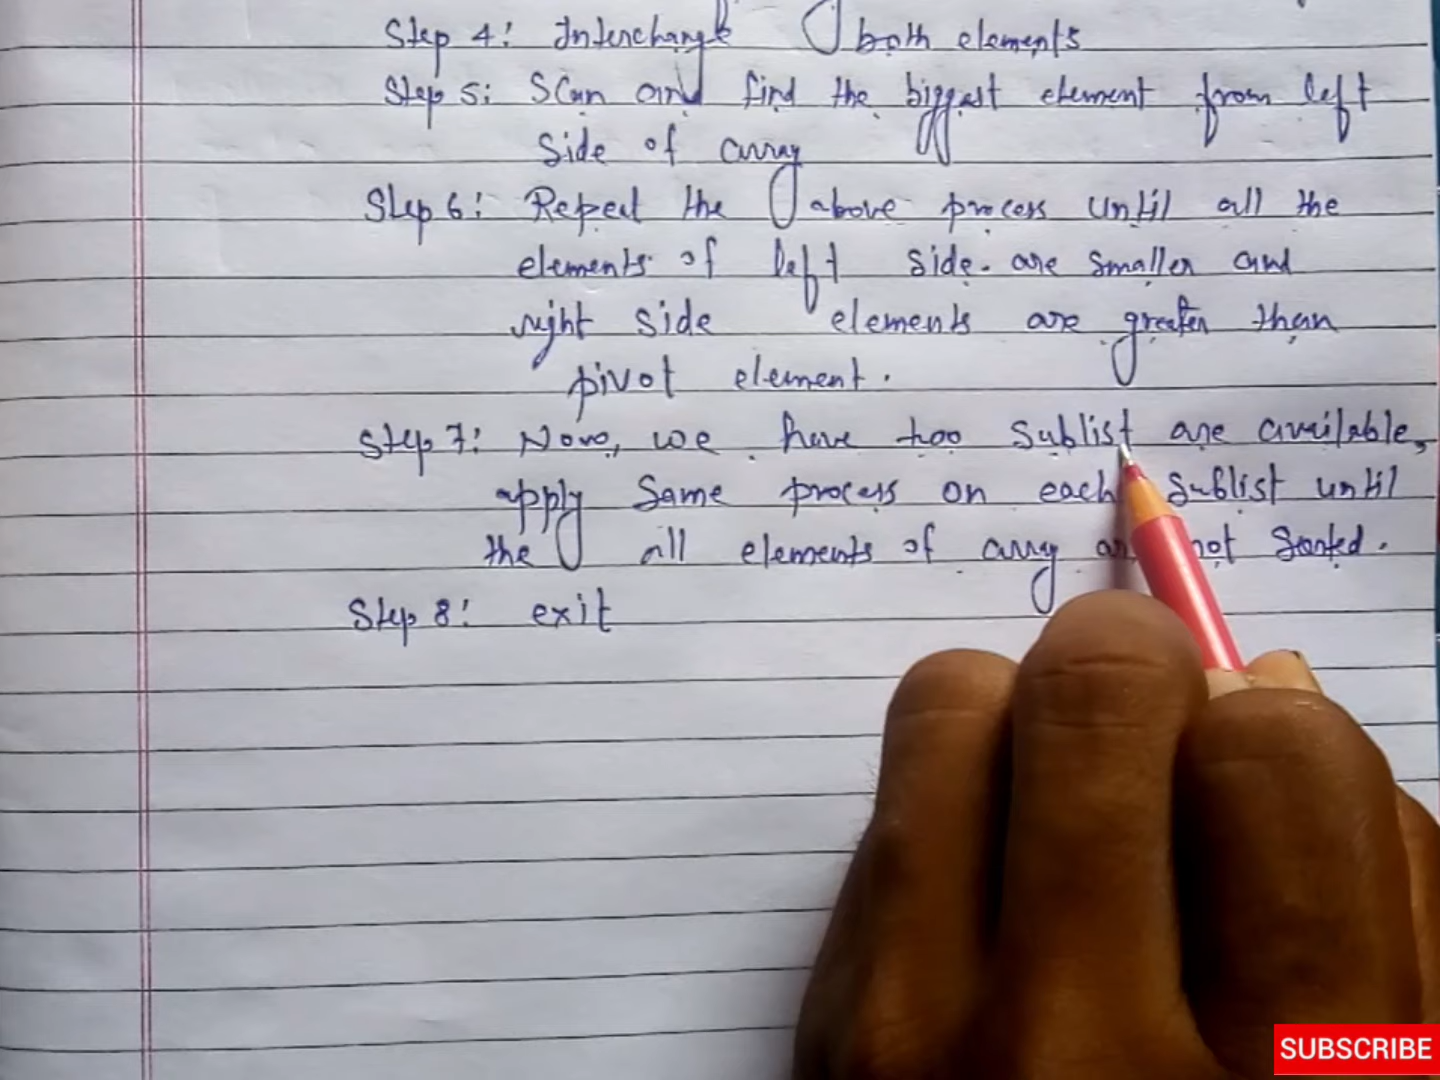 Step 4: Interchange both elements
Step 5: Scan and find the biggest element from left
side of array
Step 6: Repeat the above process until all the
elements of left side are smaller and
right side elements are greater than
pivot element.
Step 7: Now, we have too sublist are available,
apply same process on each sublist until
the all elements of array are not sorted.
Step 8: exit
SUBSCRIBE